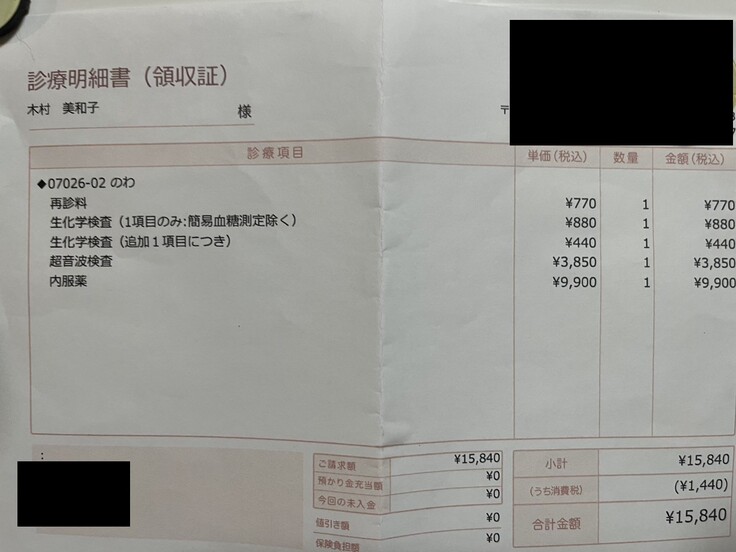 診療明細書（領収証）
木村　美和子　様
〒
診療項目　単価(税込)　数量　金額(税込)
◆07026-02 のわ
再診料　¥770　1　¥770
生化学検査（1項目のみ:簡易血糖測定除く）　¥880　1　¥880
生化学検査（追加１項目につき）　¥440　1　¥440
超音波検査　¥3,850　1　¥3,850
内服薬　¥9,900　1　¥9,900
:
ご請求額　¥15,840
預かり金充当額　¥0
今回の未入金　¥0
値引き額　¥0
保険負担額　¥0
小計　¥15,840
(うち消費税)　(¥1,440)
合計金額　¥15,840